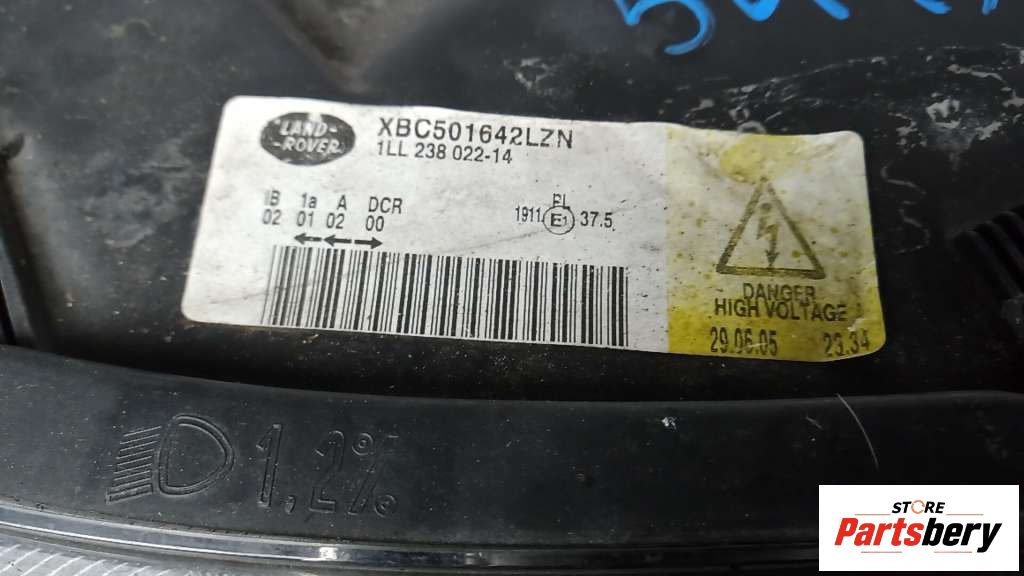 LAND-
ROVER
XBC501642LZN
1LL 238 022-14
IB 1a A DCR
02 01 02 00
PL
1911 E1 37.5
DANGER
HIGH VOLTAGE
29.06.05 23.34
1,2%
STORE
Partsbery